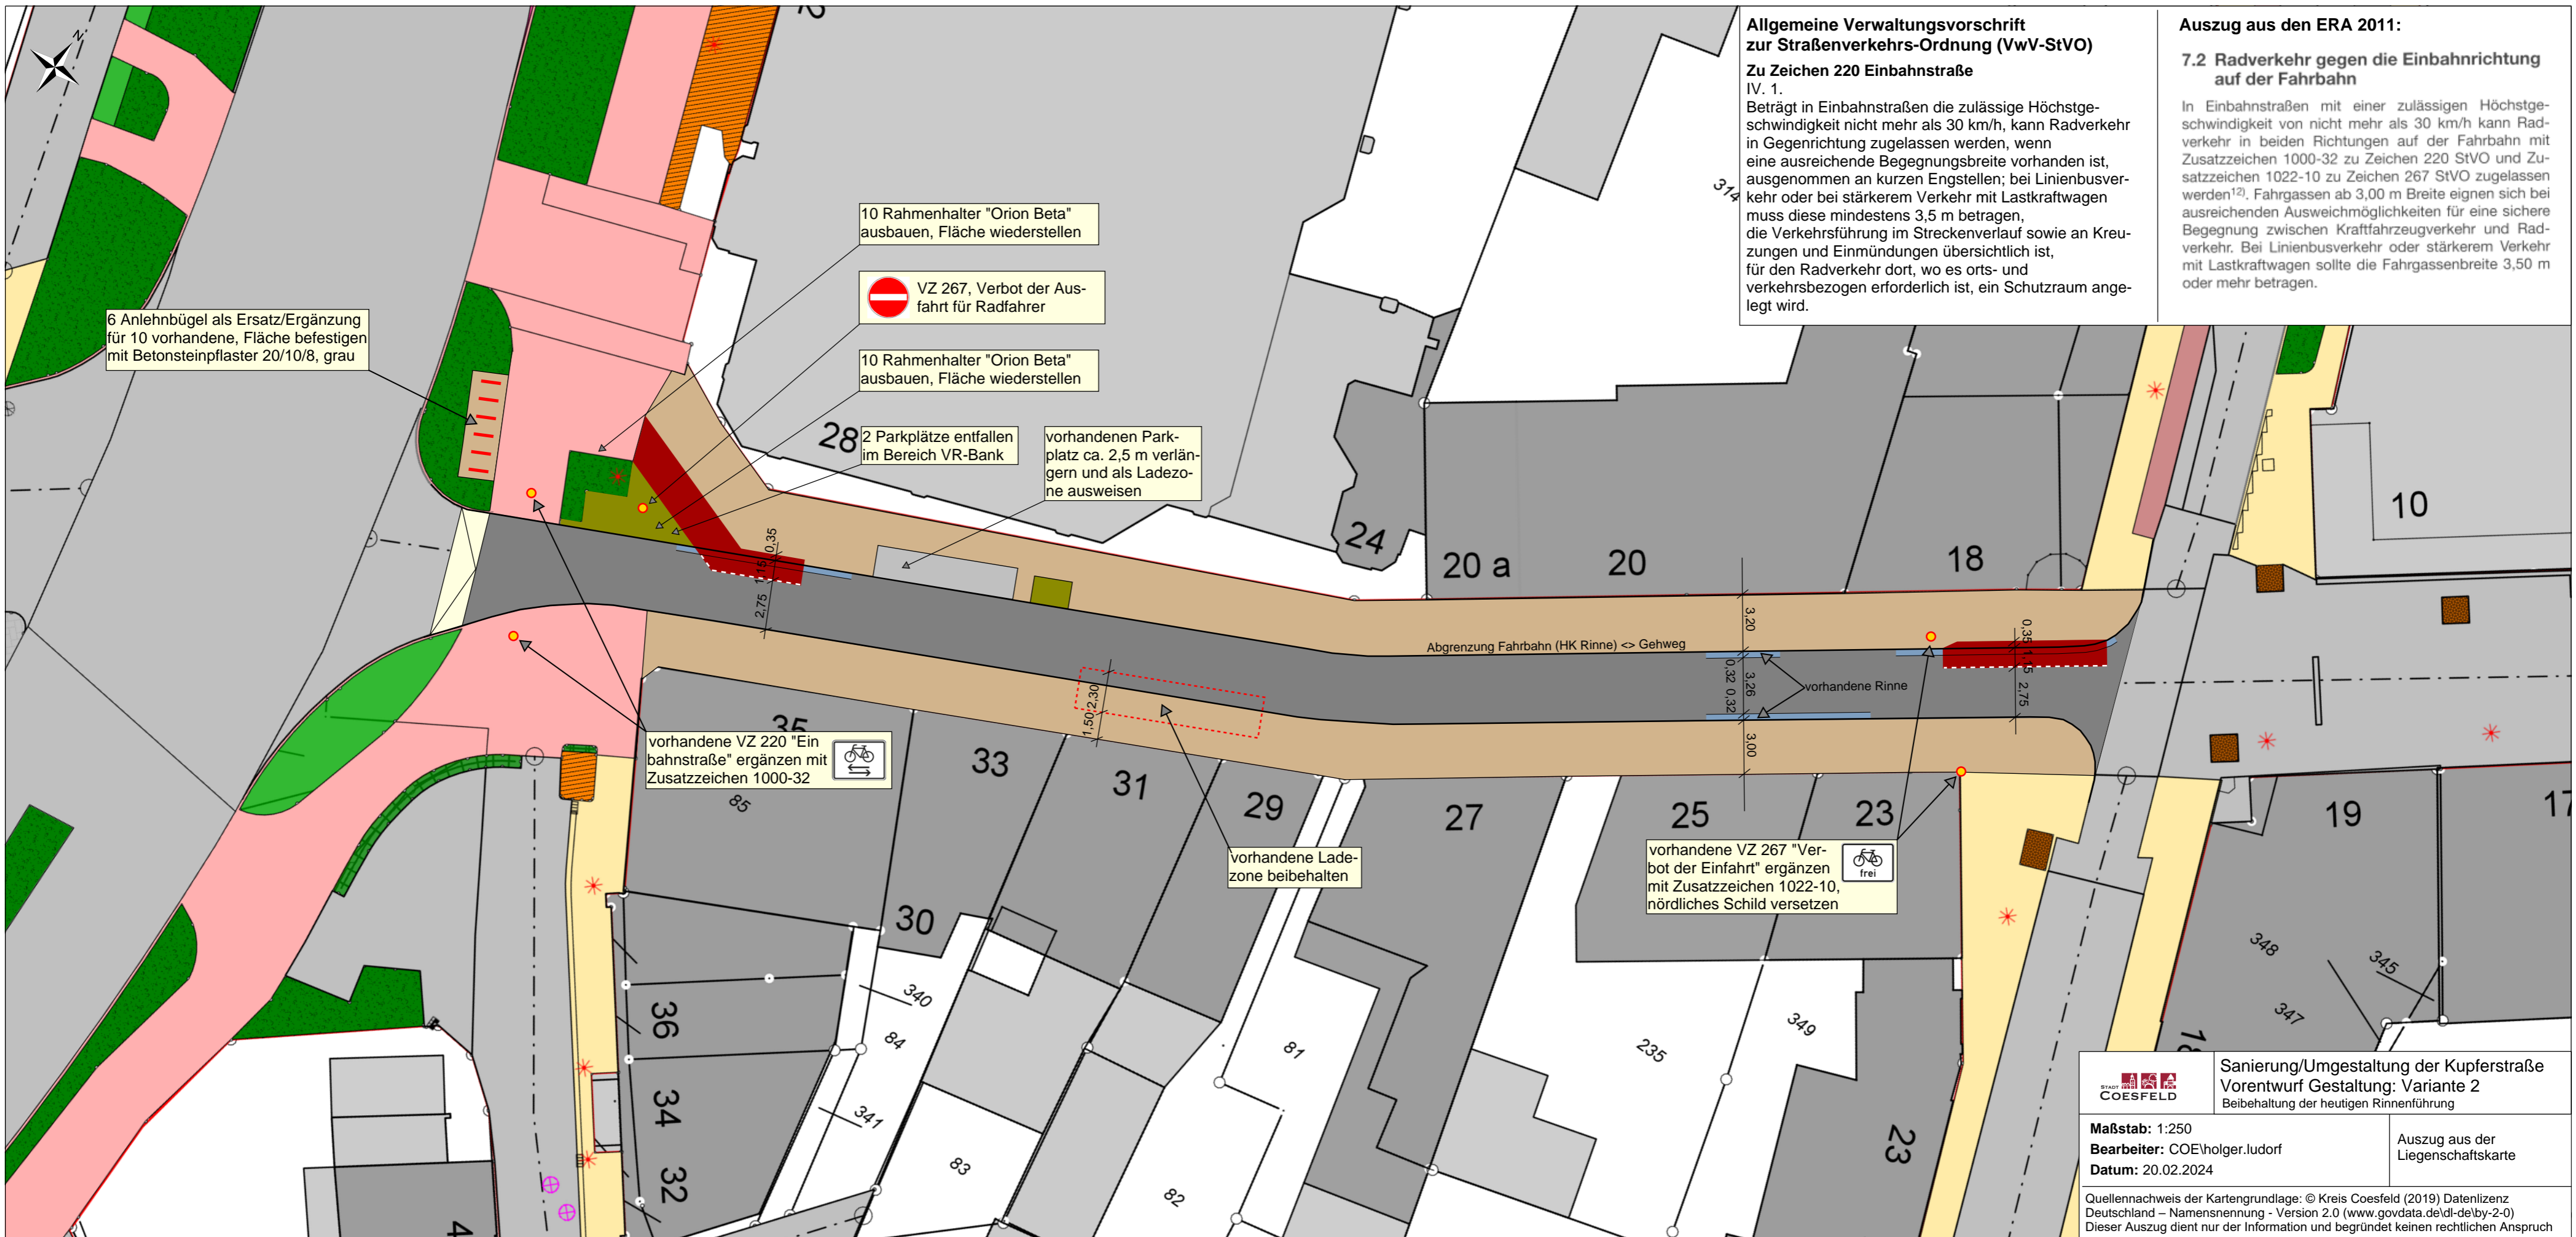 N
2
Allgemeine Verwaltungsvorschrift
zur Straßenverkehrs-Ordnung (VwV-StVO)
Zu Zeichen 220 Einbahnstraße
IV. 1.
Beträgt in Einbahnstraßen die zulässige Höchstge-
schwindigkeit nicht mehr als 30 km/h, kann Radverkehr
in Gegenrichtung zugelassen werden, wenn
eine ausreichende Begegnungsbreite vorhanden ist,
ausgenommen an kurzen Engstellen; bei Linienbusver-
kehr oder bei stärkerem Verkehr mit Lastkraftwagen
muss diese mindestens 3,5 m betragen,
die Verkehrsführung im Streckenverlauf sowie an Kreu-
zungen und Einmündungen übersichtlich ist,
für den Radverkehr dort, wo es orts- und
verkehrsbezogen erforderlich ist, ein Schutzraum ange-
legt wird.
Auszug aus den ERA 2011:
7.2 Radverkehr gegen die Einbahnrichtung
auf der Fahrbahn
In Einbahnstraßen mit einer zulässigen Höchstge-
schwindigkeit von nicht mehr als 30 km/h kann Rad-
verkehr in beiden Richtungen auf der Fahrbahn mit
Zusatzzeichen 1000-32 zu Zeichen 220 StVO und Zu-
satzzeichen 1022-10 zu Zeichen 267 StVO zugelassen
werden12). Fahrgassen ab 3,00 m Breite eignen sich bei
ausreichenden Ausweichmöglichkeiten für eine sichere
Begegnung zwischen Kraftfahrzeugverkehr und Rad-
verkehr. Bei Linienbusverkehr oder stärkerem Verkehr
mit Lastkraftwagen sollte die Fahrgassenbreite 3,50 m
oder mehr betragen.
314
10 Rahmenhalter "Orion Beta"
ausbauen, Fläche wiederstellen
VZ 267, Verbot der Aus-
fahrt für Radfahrer
6 Anlehnbügel als Ersatz/Ergänzung
für 10 vorhandene, Fläche befestigen
mit Betonsteinpflaster 20/10/8, grau
10 Rahmenhalter "Orion Beta"
ausbauen, Fläche wiederstellen
28
2 Parkplätze entfallen
im Bereich VR-Bank
vorhandenen Park-
platz ca. 2,5 m verlän-
gern und als Ladezo-
ne ausweisen
24
20 a
20
18
10
0,35
1,15
2,75
3,20
Abgrenzung Fahrbahn (HK Rinne) <> Gehweg
0,32
3,26
0,32
3,00
vorhandene Rinne
0,35
1,15
2,75
2,30
1,50
vorhandene VZ 220 "Ein
bahnstraße" ergänzen mit
Zusatzzeichen 1000-32
35
85
33
31
29
27
25
23
19
17
vorhandene Lade-
zone beibehalten
vorhandene VZ 267 "Ver-
bot der Einfahrt" ergänzen
mit Zusatzzeichen 1022-10,
nördliches Schild versetzen
frei
30
36
34
32
4
340
84
341
83
82
81
235
349
23
348
345
347
18
STADT
COESFELD
Sanierung/Umgestaltung der Kupferstraße
Vorentwurf Gestaltung: Variante 2
Beibehaltung der heutigen Rinnenführung
Maßstab: 1:250
Bearbeiter: COE\holger.ludorf
Datum: 20.02.2024
Auszug aus der
Liegenschaftskarte
Quellennachweis der Kartengrundlage: © Kreis Coesfeld (2019) Datenlizenz
Deutschland – Namensnennung - Version 2.0 (www.govdata.de\dl-de\by-2-0)
Dieser Auszug dient nur der Information und begründet keinen rechtlichen Anspruch